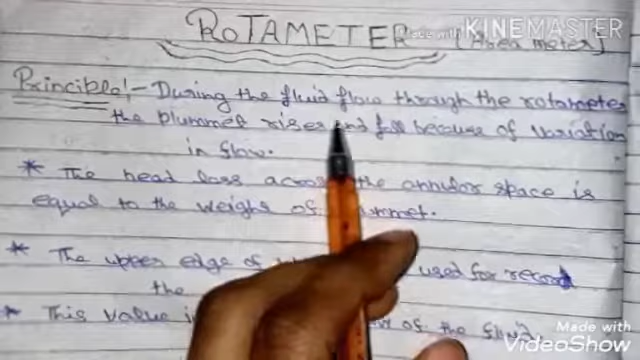 Made with KINEMASTER
ROTAMETER (Area meter)
Principle:- During the fluid flow through the rotameter
the plummet rises and fall because of variation
in flow.
* The head loss across the annular space is
equal to the weight of plummet.
* The upper edge of used for record
the
* This value of the fluid.
Made with
VideoShow